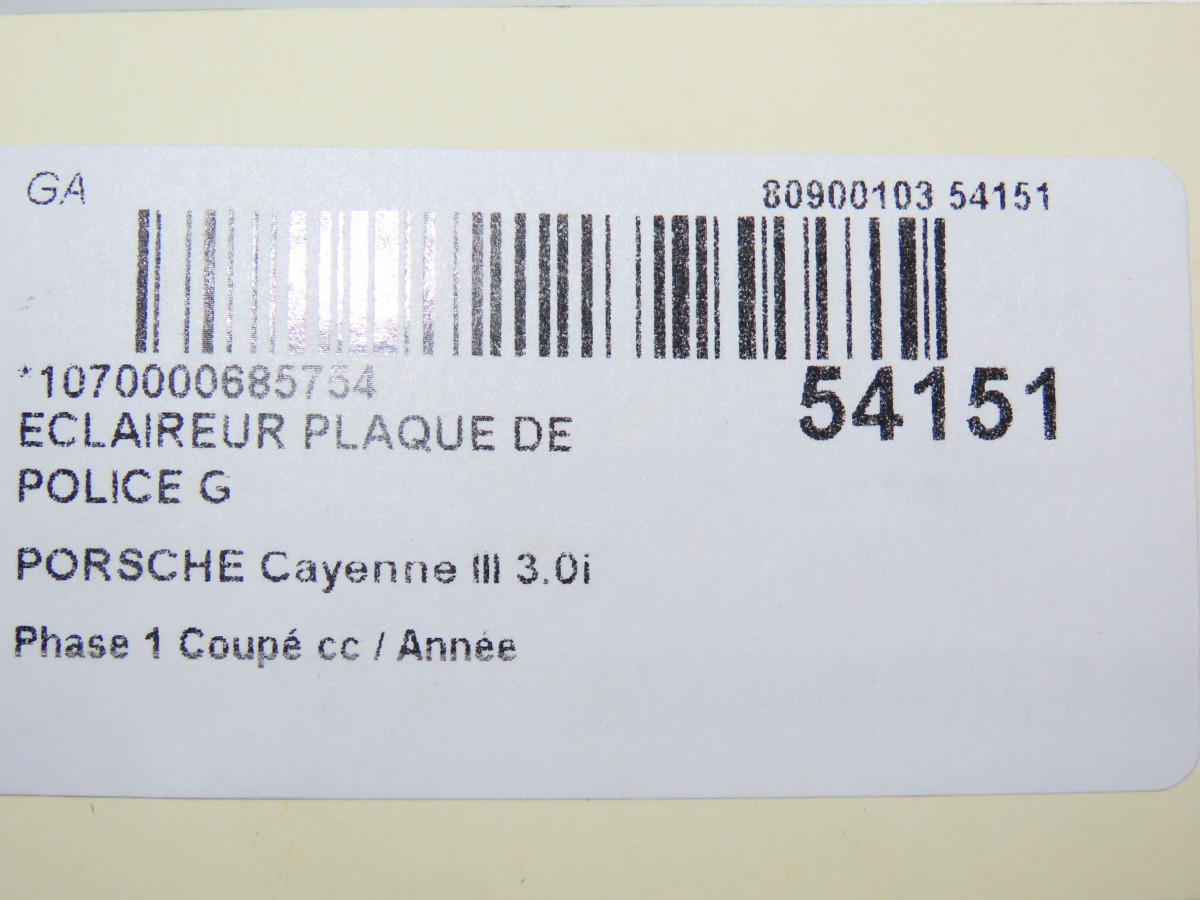 GA
80900103 54151
*1070000685754
54151
ECLAIREUR PLAQUE DE
POLICE G
PORSCHE Cayenne III 3.0i
Phase 1 Coupé cc / Année